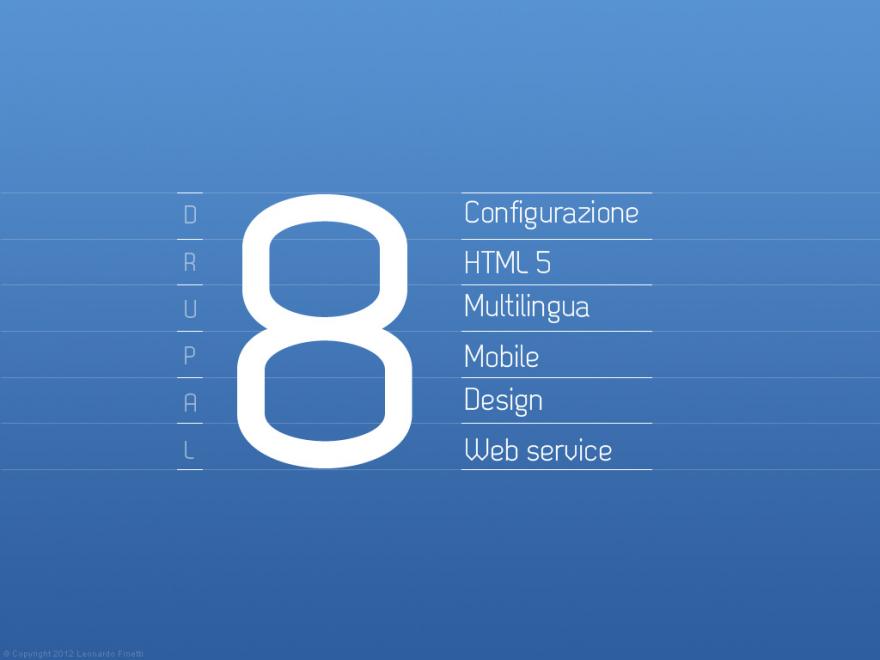 D
R
U
P
A
L
8
Configurazione
HTML 5
Multilingua
Mobile
Design
Web service
© Copyright 2012 Leonardo Finetti